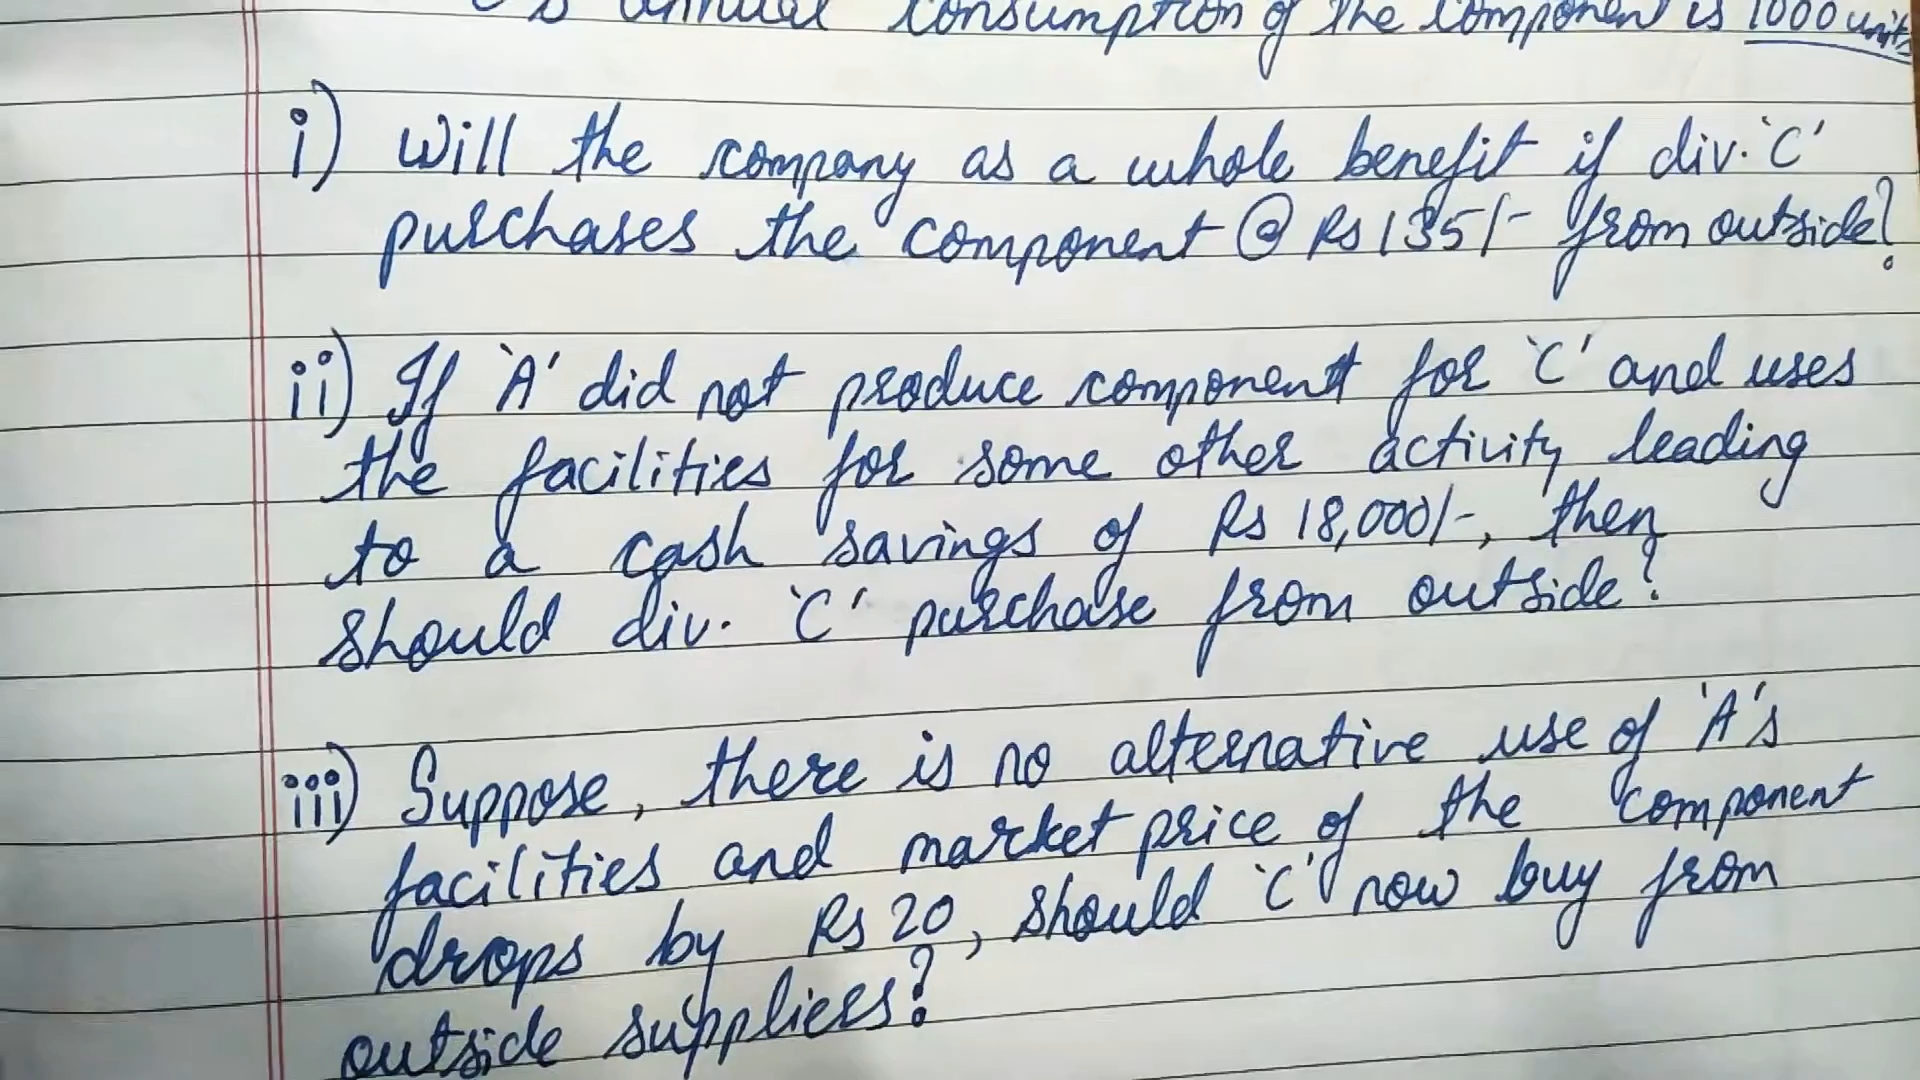 's annual consumption of the component is 1000 units
i) Will the company as a whole benefit if div. 'C'
purchases the component @ Rs 135/- from outside?
ii) If 'A' did not produce component for 'C' and uses
the facilities for some other activity leading
to a cash savings of Rs 18,000/-, then
should div. 'C' purchase from outside?
iii) Suppose, there is no alternative use of 'A's
facilities and market price of the component
drops by Rs 20, should 'C' now buy from
outside suppliers?